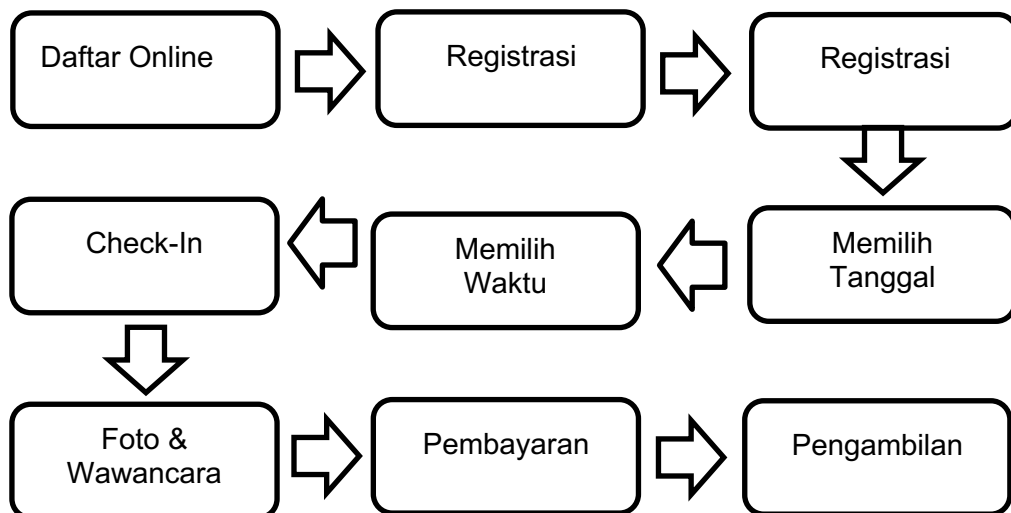 Daftar Online
Registrasi
Registrasi
Memilih
Tanggal
Memilih
Waktu
Check-In
Foto &
Wawancara
Pembayaran
Pengambilan